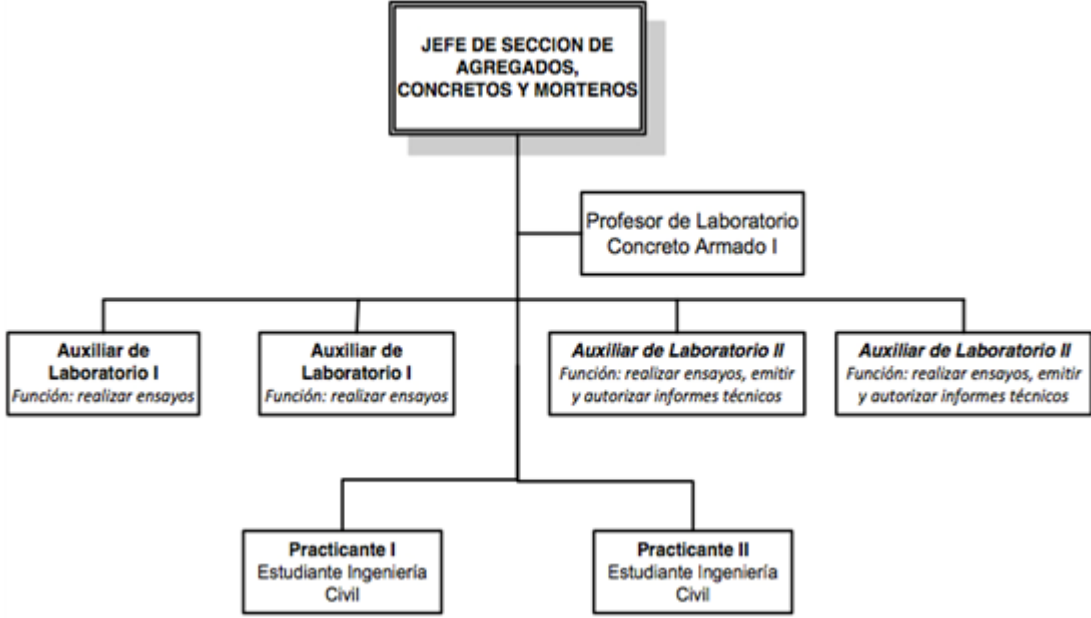 JEFE DE SECCION DE
AGREGADOS,
CONCRETOS Y MORTEROS
Profesor de Laboratorio
Concreto Armado I
Auxiliar de
Laboratorio I
Función: realizar ensayos
Auxiliar de
Laboratorio I
Función: realizar ensayos
Auxiliar de Laboratorio II
Función: realizar ensayos, emitir
y autorizar informes técnicos
Auxiliar de Laboratorio II
Función: realizar ensayos, emitir
y autorizar informes técnicos
Practicante I
Estudiante Ingeniería
Civil
Practicante II
Estudiante Ingeniería
Civil